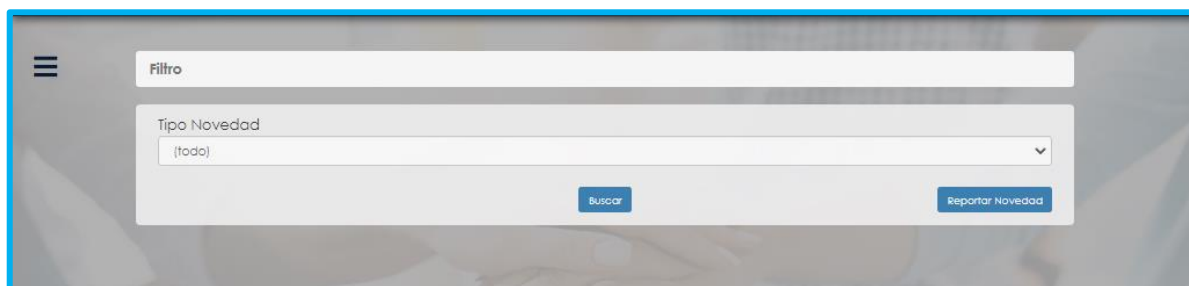 Filtro
Tipo Novedad
(todo)
Buscar
Reportar Novedad